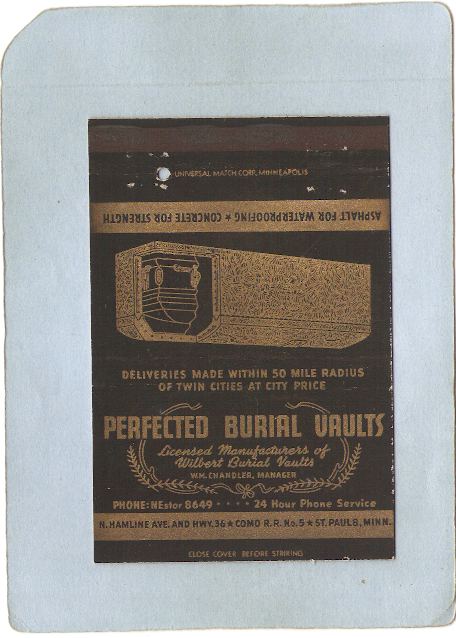 UNIVERSAL MATCH CORP., MINNEAPOLIS
ASPHALT FOR WATERPROOFING ★ CONCRETE FOR STRENGTH
DELIVERIES MADE WITHIN 50 MILE RADIUS
OF TWIN CITIES AT CITY PRICE
PERFECTED BURIAL VAULTS
Licensed Manufacturers of
Wilbert Burial Vaults
WM. CHANDLER, MANAGER
PHONE: NEstor 8649 · · · · 24 Hour Phone Service
N. HAMLINE AVE. AND HWY. 36 ★ COMO R.R. No. 5 ★ ST. PAUL 8, MINN.
CLOSE COVER BEFORE STRIKING